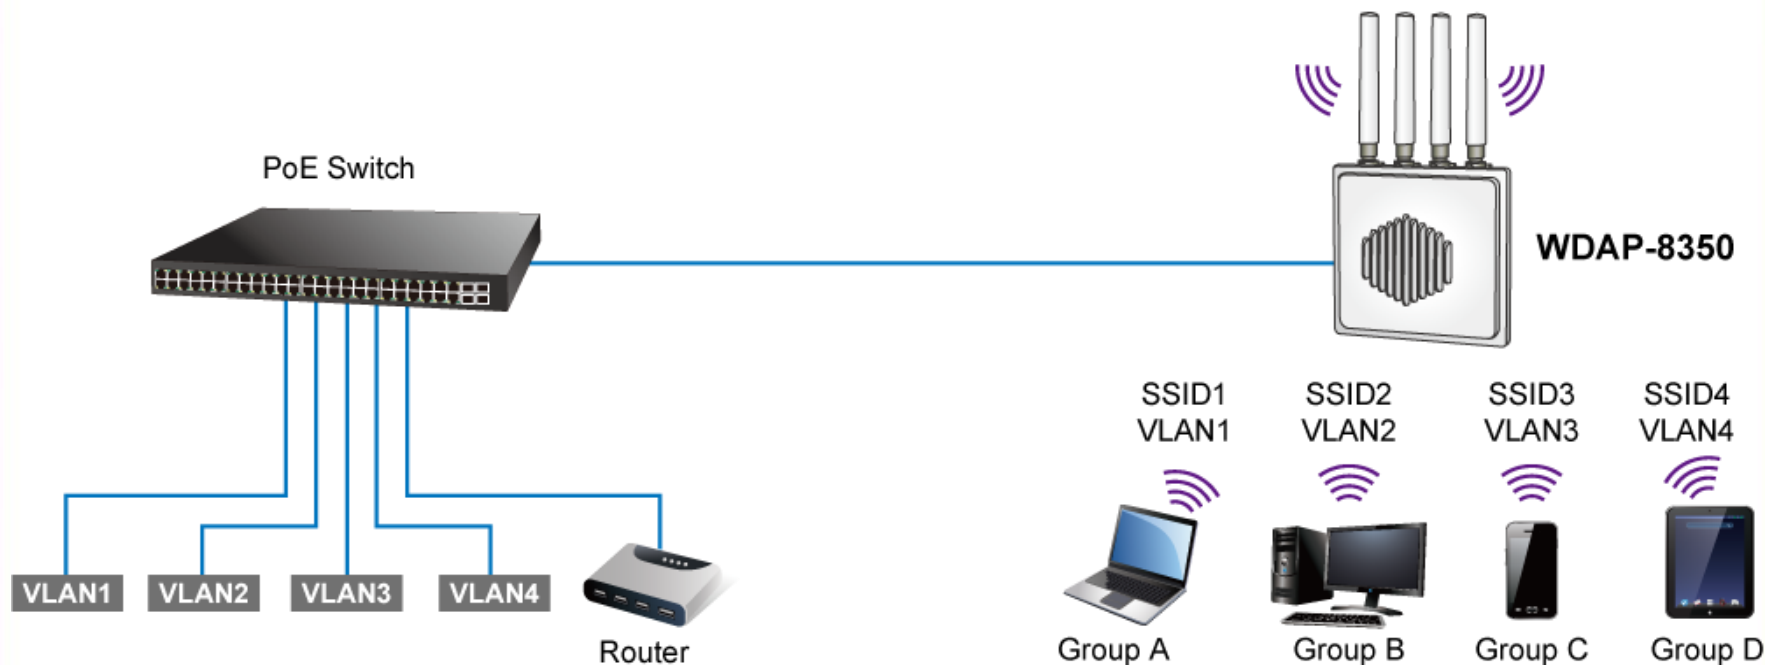 PoE Switch
WDAP-8350
SSID1
VLAN1
SSID2
VLAN2
SSID3
VLAN3
SSID4
VLAN4
VLAN1
VLAN2
VLAN3
VLAN4
Router
Group A
Group B
Group C
Group D